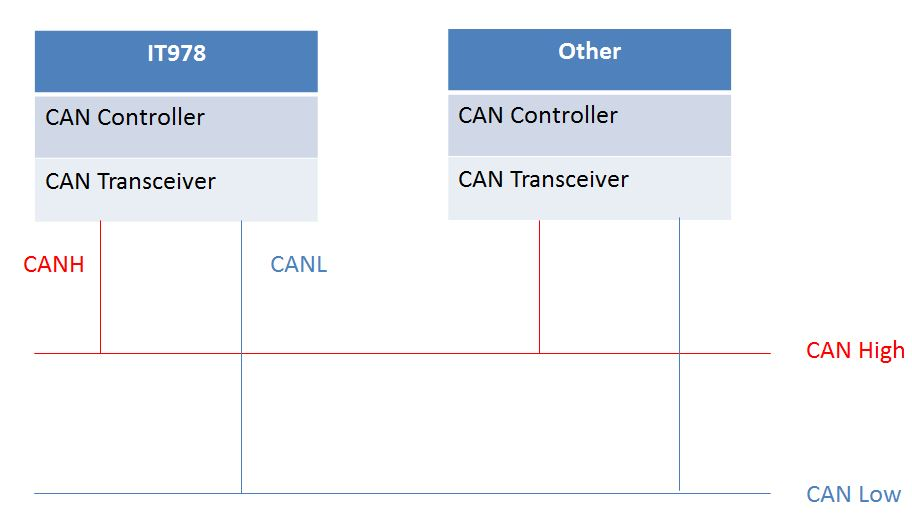 IT978
Other
CAN Controller
CAN Controller
CAN Transceiver
CAN Transceiver
CANH
CANL
CAN High
CAN Low